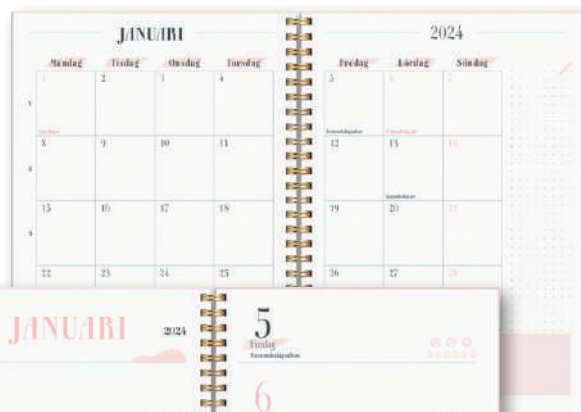 JANUARI 2024
Måndag Tisdag Onsdag Torsdag Fredag Lördag Söndag
1 2 3 4 5 6 7
Nyårsdagen Trettondagsafton
8 9 10 11 12 13 14
15 16 17 18 19 20 21
22 23 24 25 26 27 28
JANUARI 2024
5
Fredag
Trettondagsafton
6